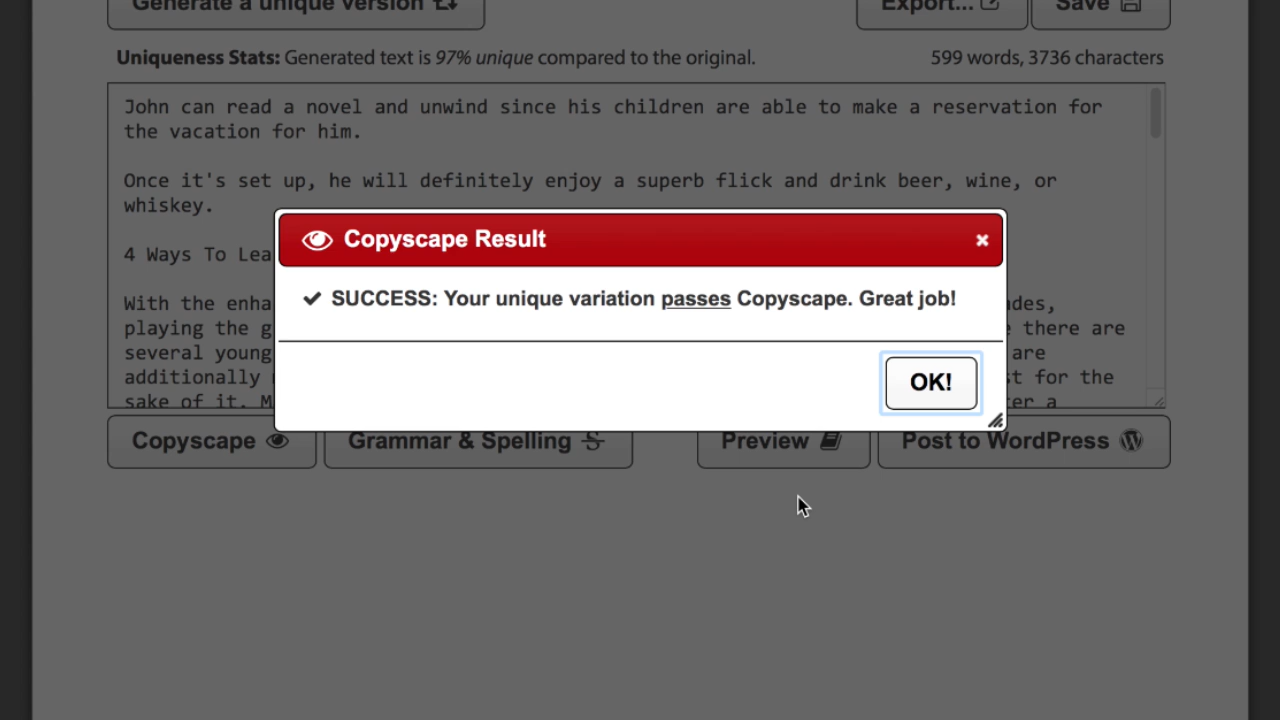 Generate a unique version
Export...
Save
Uniqueness Stats: Generated text is 97% unique compared to the original.
599 words, 3736 characters
John can read a novel and unwind since his children are able to make a reservation for
the vacation for him.
Once it's set up, he will definitely enjoy a superb flick and drink beer, wine, or
whiskey.
4 Ways To Lea
With the enha
playing the g there are
several young are
additionally for the
sake of it. a
Copyscape Result
SUCCESS: Your unique variation passes Copyscape. Great job!
OK!
Copyscape
Grammar & Spelling
Preview
Post to WordPress